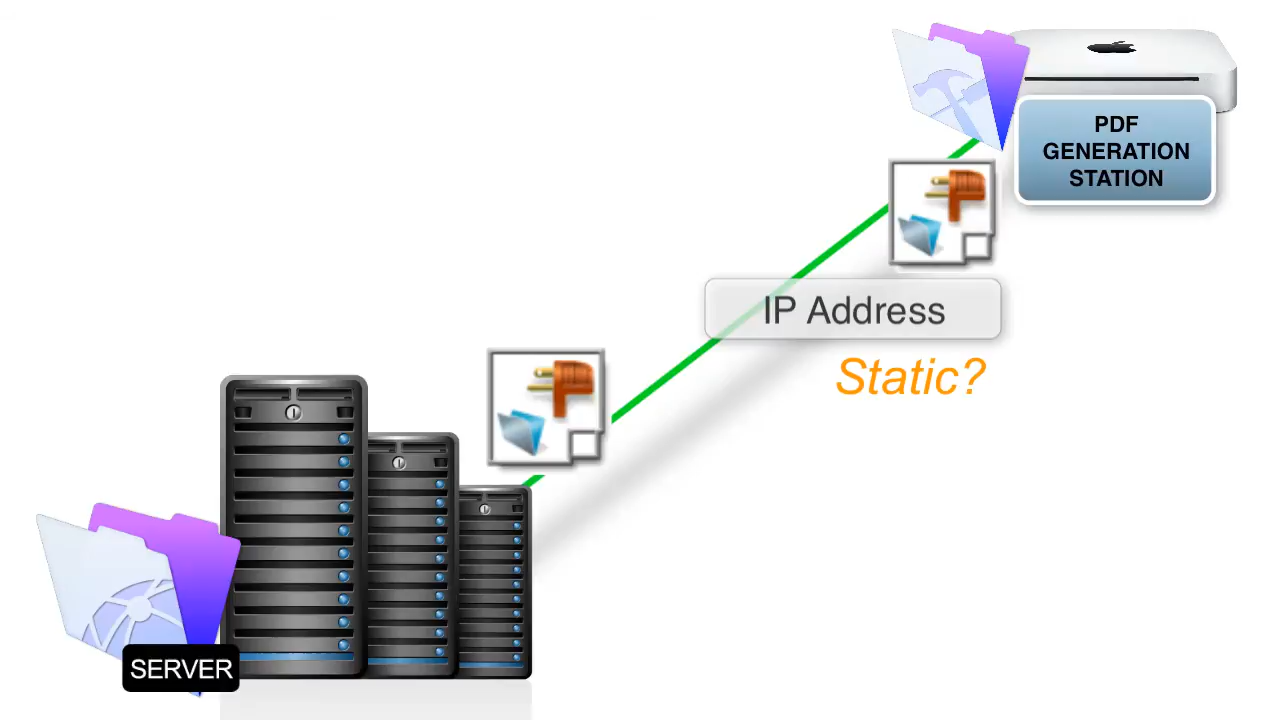 PDF
GENERATION
STATION
IP Address
Static?
SERVER